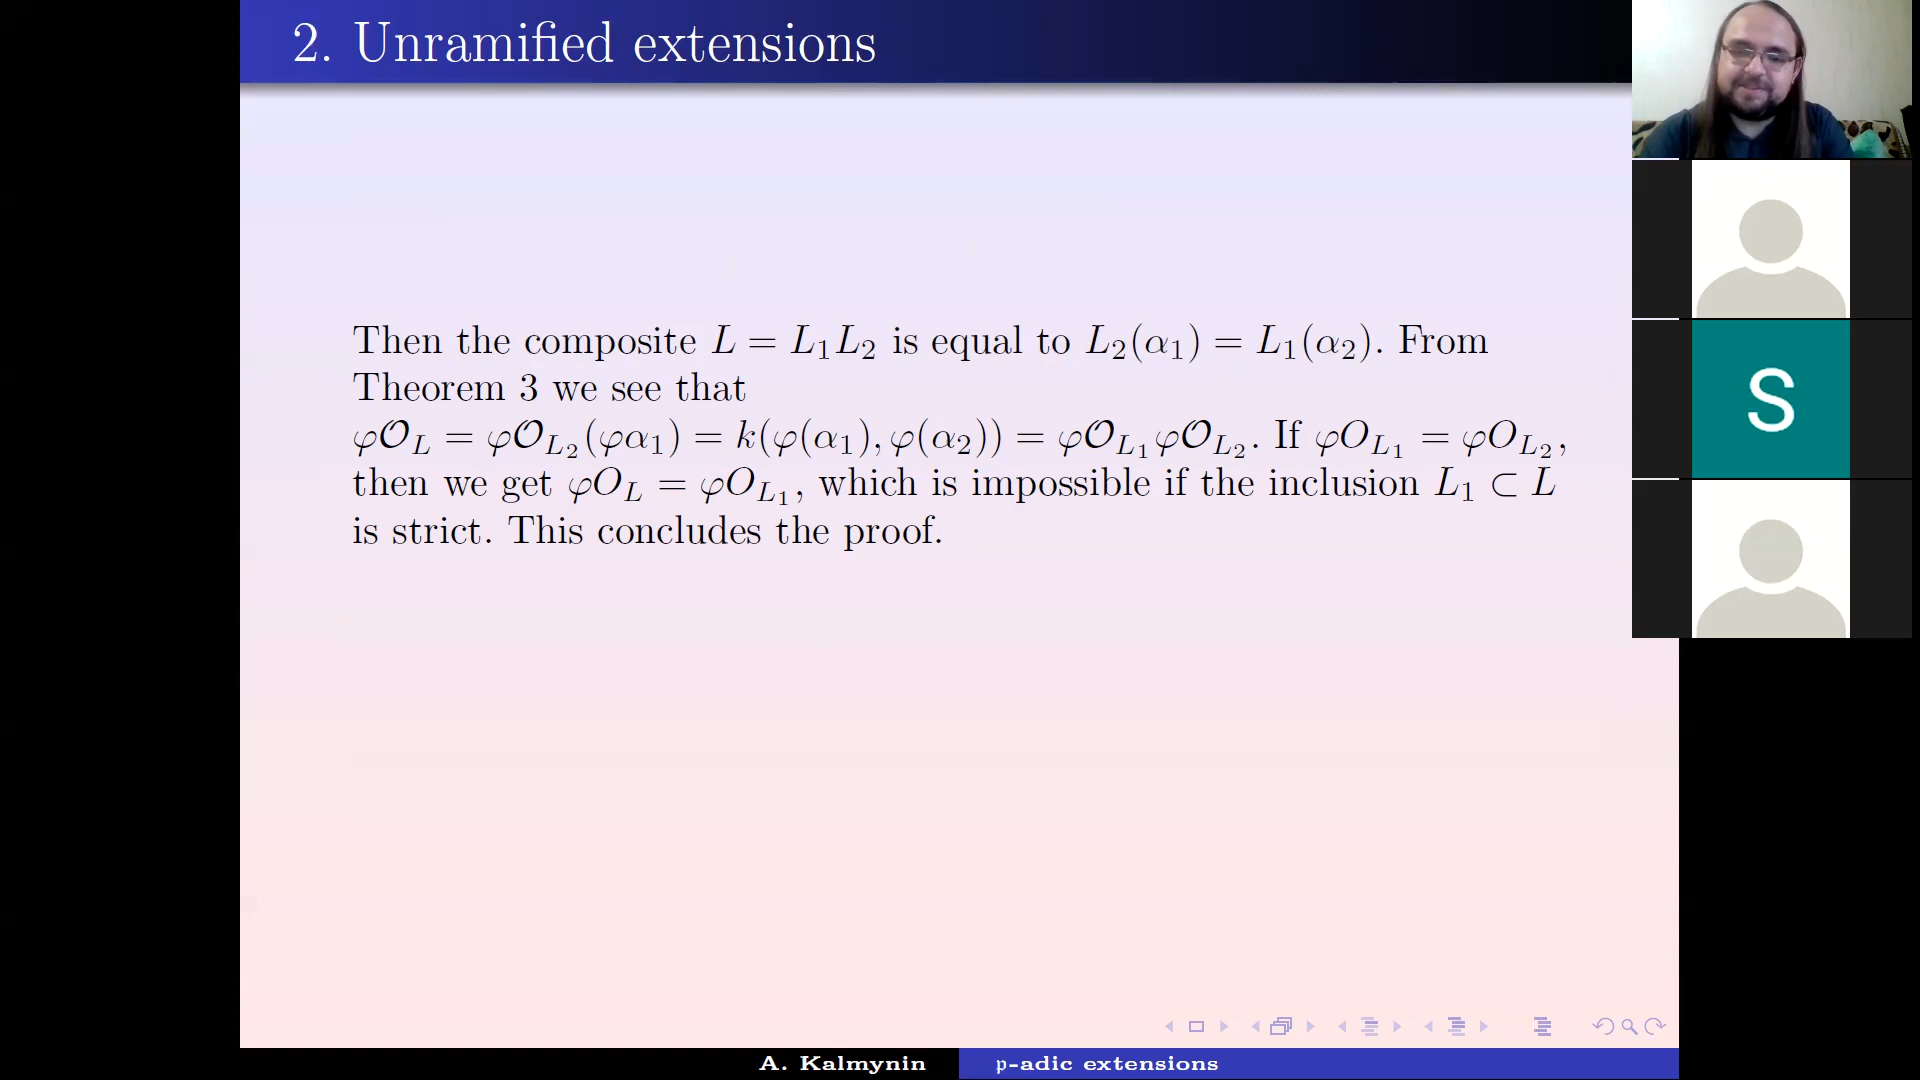 2. Unramified extensions
Then the composite L = L₁L₂ is equal to L₂(α₁) = L₁(α₂). From
Theorem 3 we see that
φ𝒪_L = φ𝒪_{L₂}(φα₁) = k(φ(α₁), φ(α₂)) = φ𝒪_{L₁}φ𝒪_{L₂}. If φO_{L₁} = φO_{L₂},
then we get φO_L = φO_{L₁}, which is impossible if the inclusion L₁ ⊂ L
is strict. This concludes the proof.
S
A. Kalmynin
𝔭-adic extensions